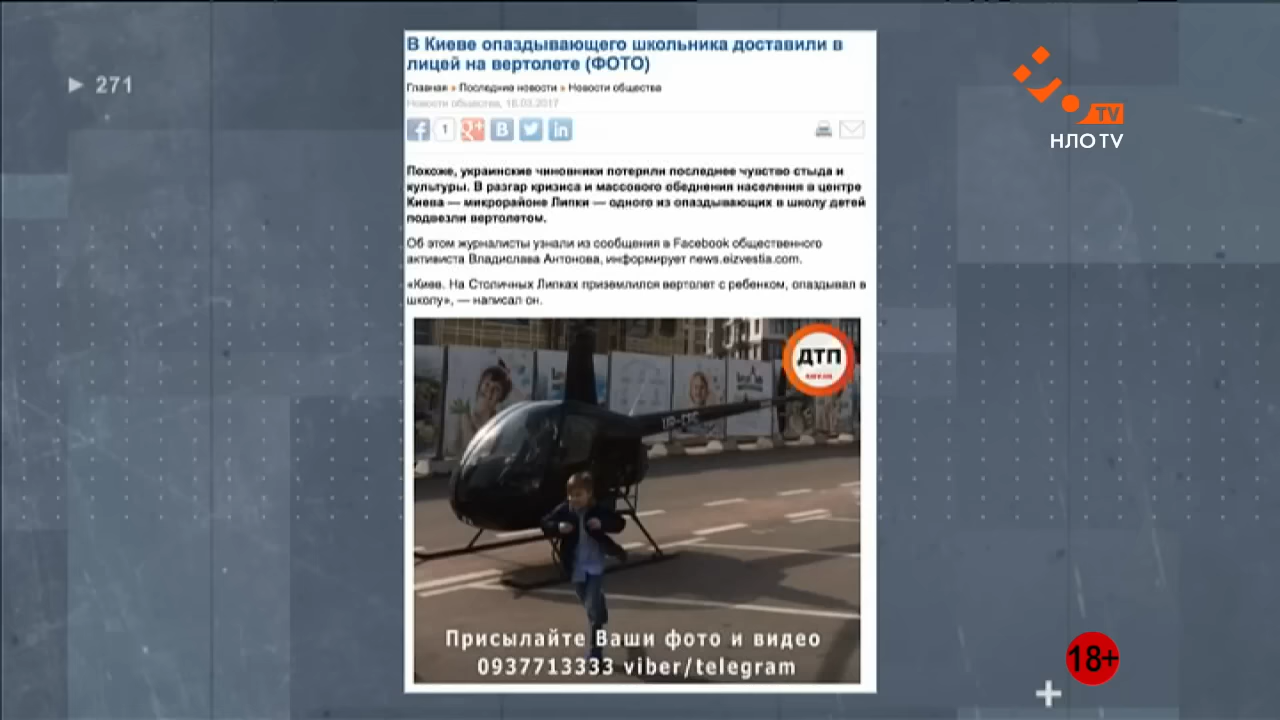 271
TV
НЛО TV
В Киеве опаздывающего школьника доставили в
лицей на вертолете (ФОТО)
Главная » Последние новости » Новости общества
Новости общества, 16.03.2017
1
g+
B
in
Похоже, украинские чиновники потеряли последнее чувство стыда и
культуры. В разгар кризиса и массового обеднения населения в центре
Киева — микрорайоне Липки — одного из опаздывающих в школу детей
подвезли вертолетом.
Об этом журналисты узнали из сообщения в Facebook общественного
активиста Владислава Антонова, информирует news.eizvestia.com.
«Киев. На Столичных Липках приземлился вертолет с ребенком, опаздывал в
школу», — написал он.
ДТП
Присылайте Ваши фото и видео
0937713333 viber/telegram
18+